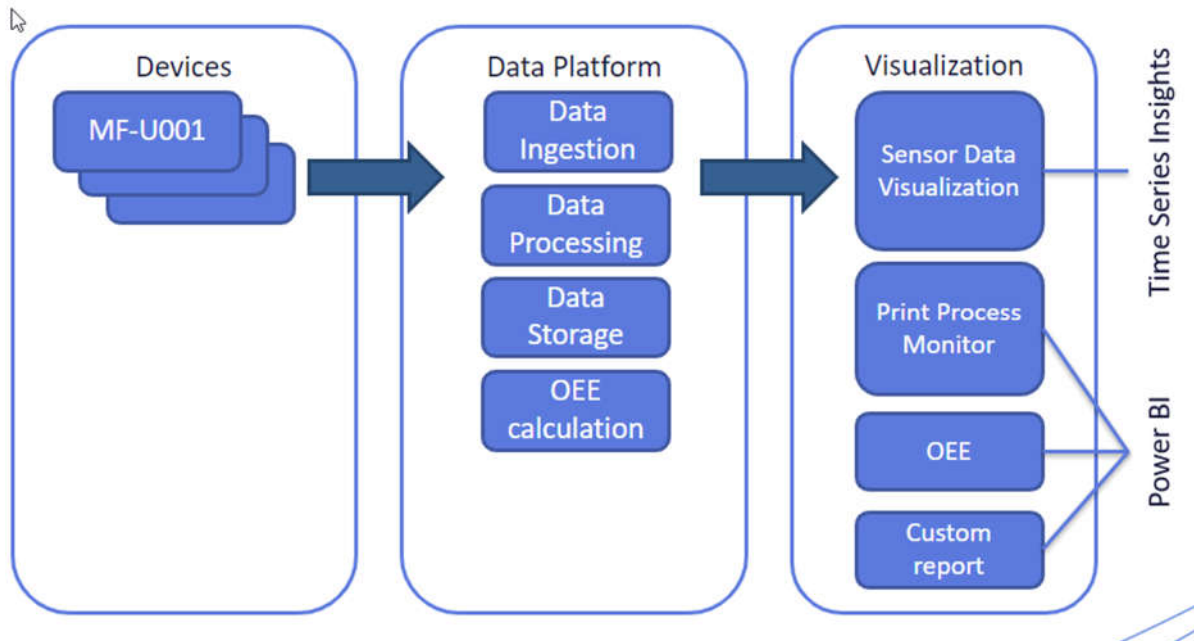 Devices
MF-U001
Data Platform
Data
Ingestion
Data
Processing
Data
Storage
OEE
calculation
Visualization
Sensor Data
Visualization
Print Process
Monitor
OEE
Custom
report
Time Series Insights
Power BI